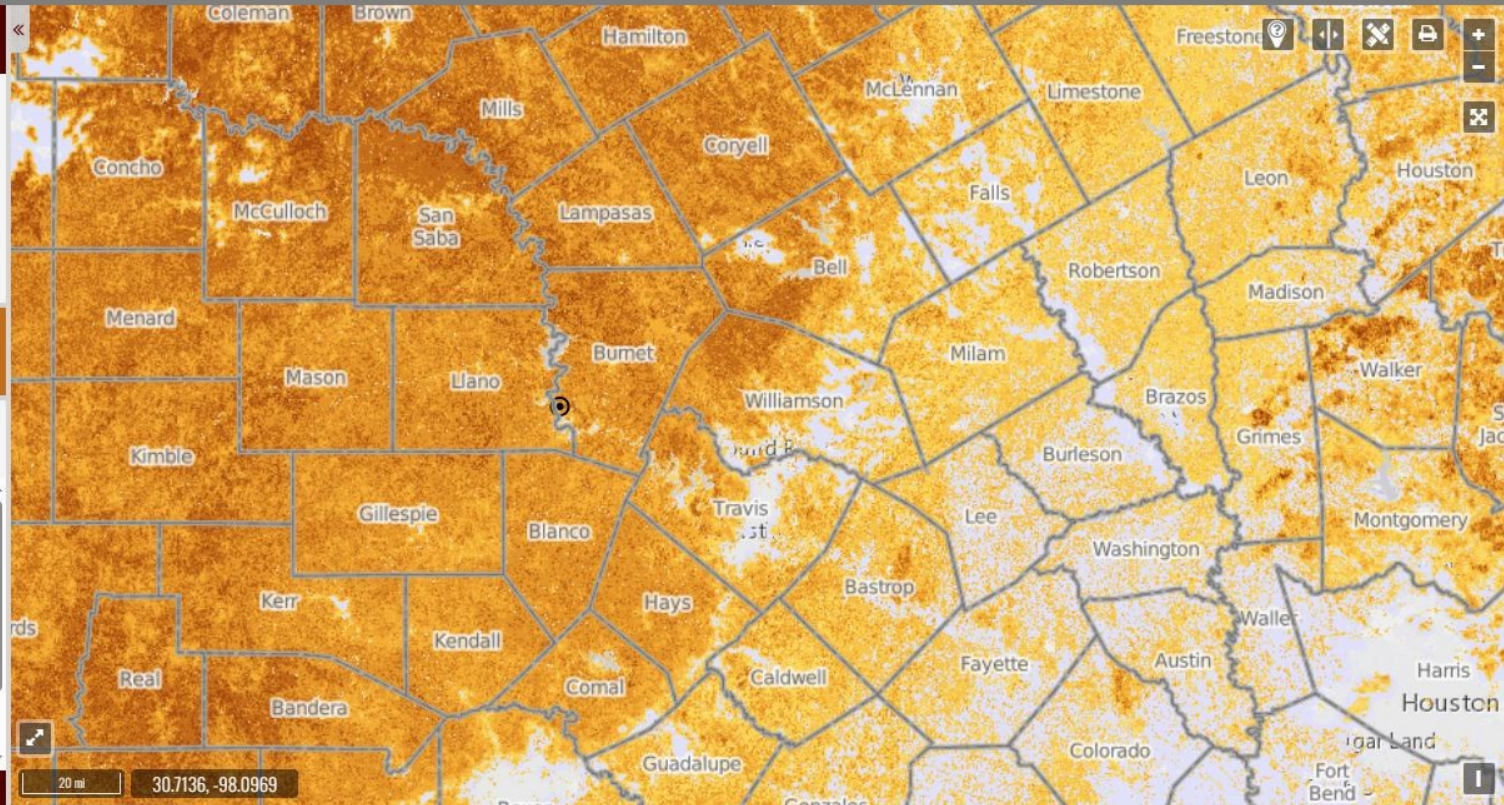 Coleman
Brown
Hamilton
Freestone
McLennan
Limestone
Mills
Coryell
Concho
Houston
Leon
Falls
McCulloch
San
Saba
Lampasas
Bell
Robertson
Madison
Menard
Burnet
Milam
Walker
Mason
Llano
Williamson
Brazos
Grimes
Kimble
Burleson
Travis
Gillespie
Lee
Montgomery
Blanco
Washington
Bastrop
Kerr
Hays
Waller
Kendall
Fayette
Austin
Harris
Real
Caldwell
Comal
Bandera
Houston
Colorado
Guadalupe
Fort
Bend
20 mi
30.7136, -98.0969